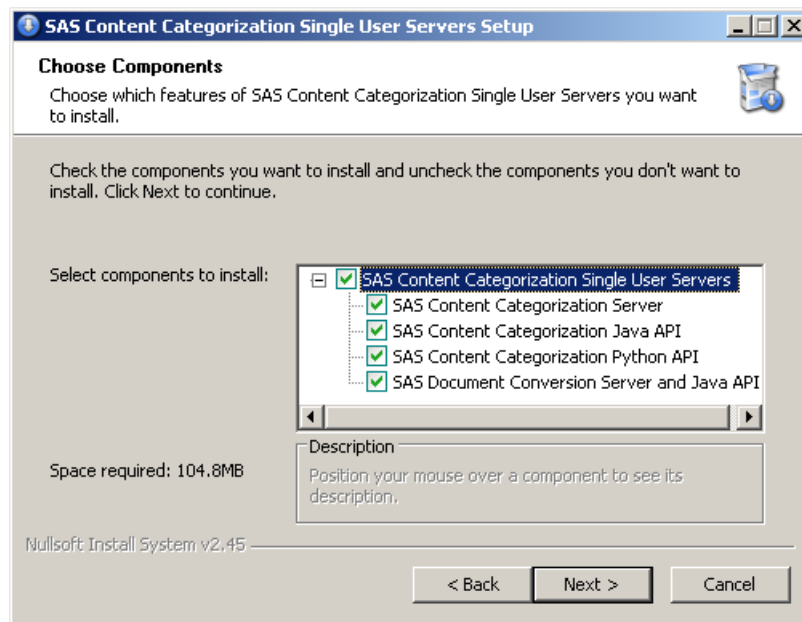 SAS Content Categorization Single User Servers Setup
Choose Components
Choose which features of SAS Content Categorization Single User Servers you want
to install.
Check the components you want to install and uncheck the components you don't want to
install. Click Next to continue.
Select components to install:
SAS Content Categorization Single User Servers
SAS Content Categorization Server
SAS Content Categorization Java API
SAS Content Categorization Python API
SAS Document Conversion Server and Java API
Space required: 104.8MB
Description
Position your mouse over a component to see its
description.
Nullsoft Install System v2.45
< Back
Next >
Cancel